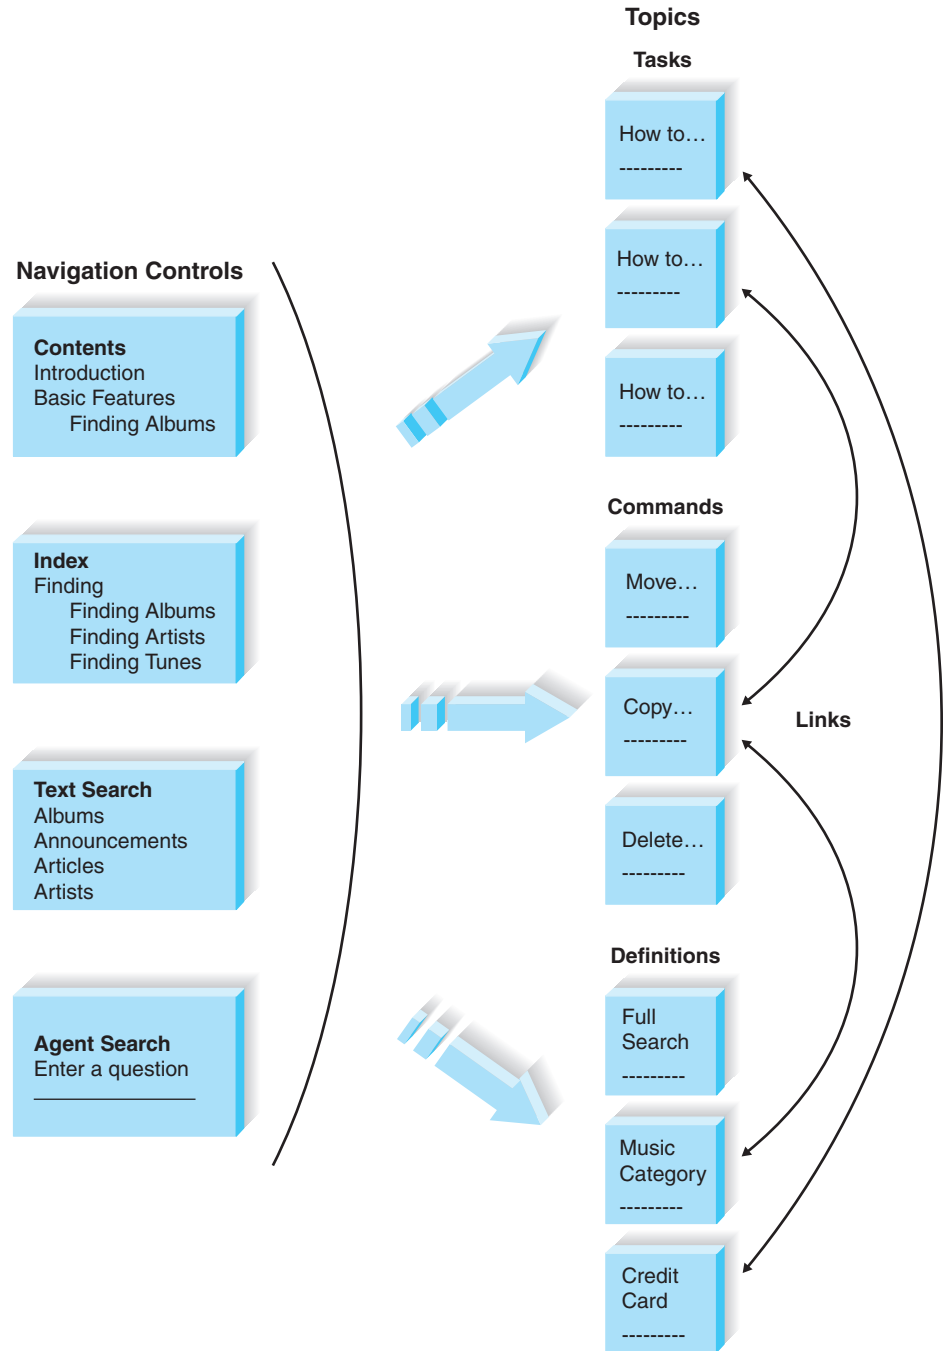 Topics
Tasks
How to…
---------
How to…
---------
How to…
---------
Navigation Controls
Contents
Introduction
Basic Features
Finding Albums
Index
Finding
Finding Albums
Finding Artists
Finding Tunes
Text Search
Albums
Announcements
Articles
Artists
Agent Search
Enter a question
Commands
Move…
---------
Copy…
---------
Delete…
---------
Links
Definitions
Full
Search
---------
Music
Category
---------
Credit
Card
---------